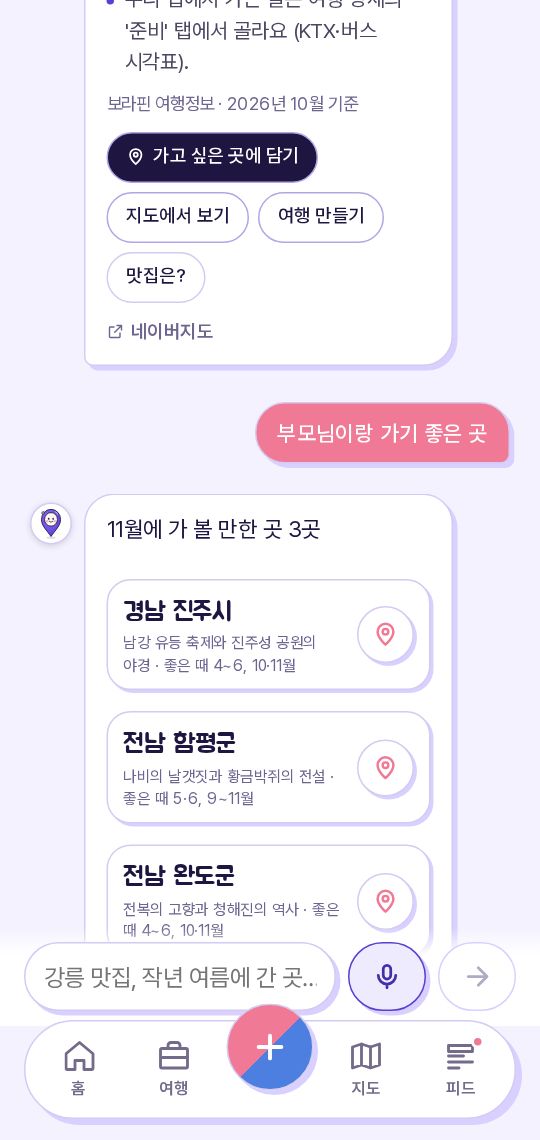 '준비' 탭에서 골라요 (KTX·버스
시각표).
보라핀 여행정보 · 2026년 10월 기준
가고 싶은 곳에 담기
지도에서 보기
여행 만들기
맛집은?
네이버지도
부모님이랑 가기 좋은 곳
11월에 가 볼 만한 곳 3곳
경남 진주시
남강 유등 축제와 진주성 공원의
야경 · 좋은 때 4~6, 10·11월
전남 함평군
나비의 날갯짓과 황금박쥐의 전설 ·
좋은 때 5·6, 9~11월
전남 완도군
전복의 고향과 청해진의 역사 · 좋은
때 4~6, 10·11월
강릉 맛집, 작년 여름에 간 곳…
홈
여행
지도
피드